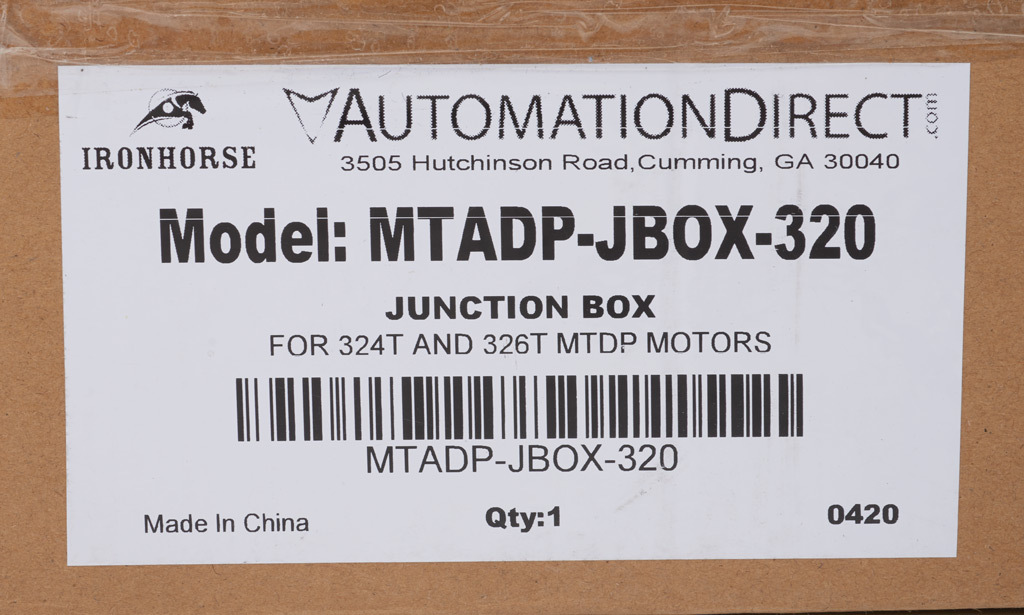 IRONHORSE
AUTOMATIONDIRECT.com
3505 Hutchinson Road,Cumming, GA 30040
Model: MTADP-JBOX-320
JUNCTION BOX
FOR 324T AND 326T MTDP MOTORS
MTADP-JBOX-320
Made In China
Qty:1
0420